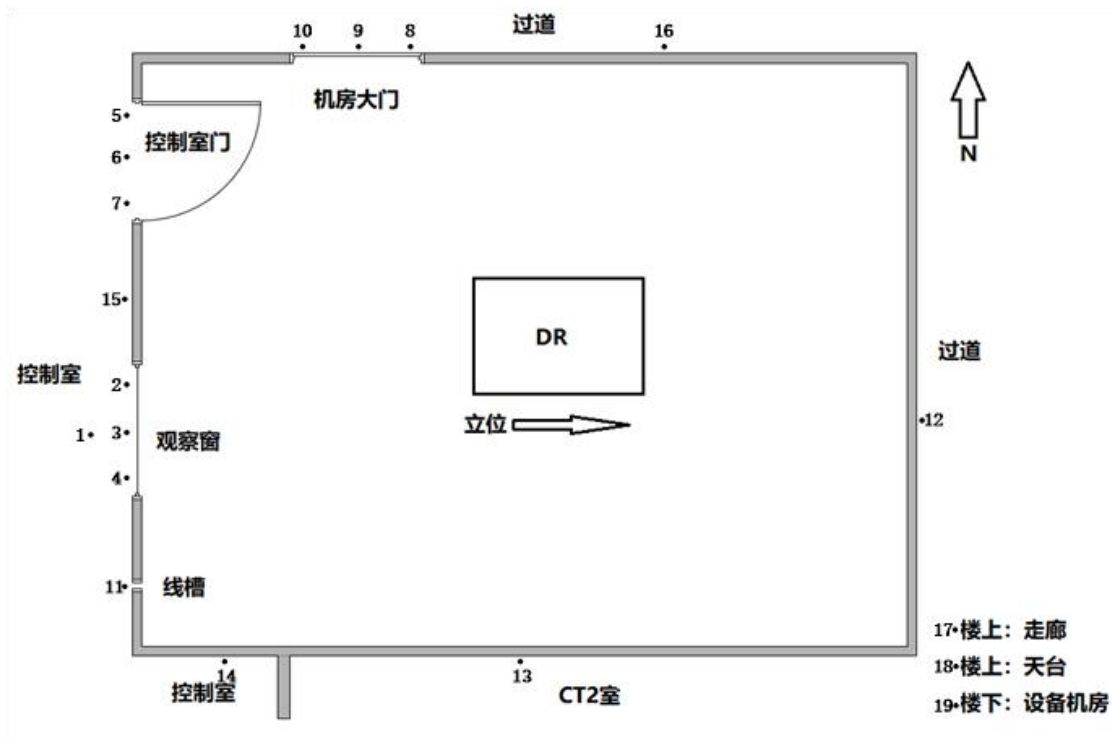 过道
10 9 8 16
机房大门
N
5
控制室门
6
7
15
DR
控制室
过道
2
立位
12
1 3
观察窗
4
11 线槽
17 楼上：走廊
14 13
18 楼上：天台
控制室
CT2室
19 楼下：设备机房